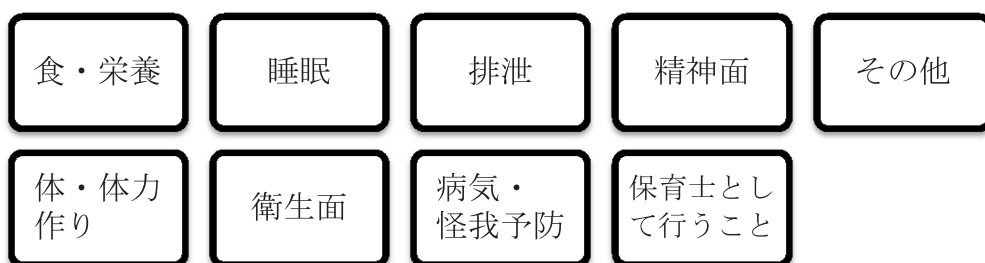 食・栄養
睡眠
排泄
精神面
その他
体・体力
作り
衛生面
病気・
怪我予防
保育士とし
て行うこと